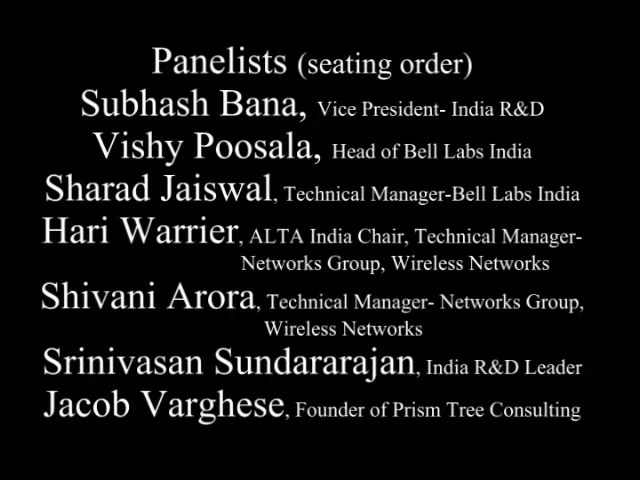 Panelists (seating order)
Subhash Bana, Vice President- India R&D
Vishy Poosala, Head of Bell Labs India
Sharad Jaiswal, Technical Manager-Bell Labs India
Hari Warrier, ALTA India Chair, Technical Manager-
Networks Group, Wireless Networks
Shivani Arora, Technical Manager- Networks Group,
Wireless Networks
Srinivasan Sundararajan, India R&D Leader
Jacob Varghese, Founder of Prism Tree Consulting